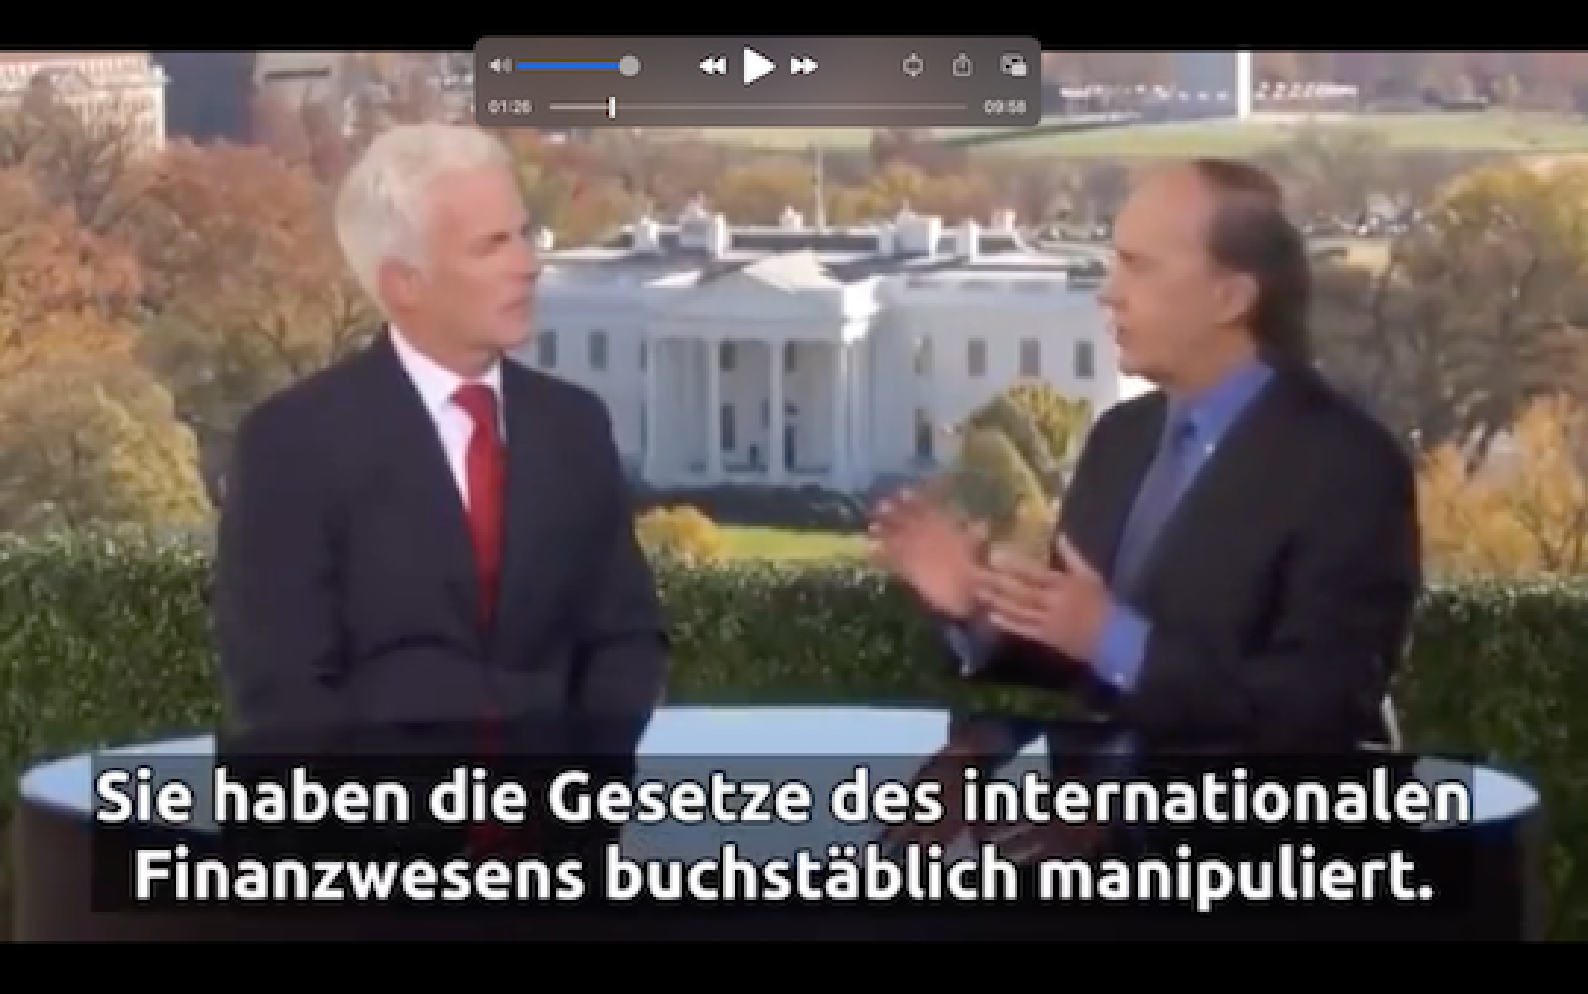 01:26
09:58
Sie haben die Gesetze des internationalen
Finanzwesens buchstäblich manipuliert.